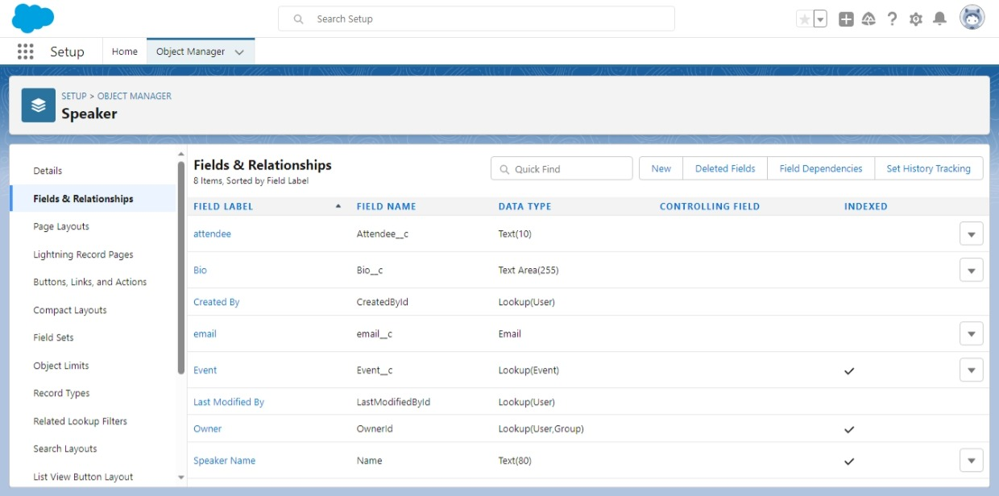 Search Setup
Setup
Home
Object Manager
SETUP > OBJECT MANAGER
Speaker
Details
Fields & Relationships
Page Layouts
Lightning Record Pages
Buttons, Links, and Actions
Compact Layouts
Field Sets
Object Limits
Record Types
Related Lookup Filters
Search Layouts
List View Button Layout
Fields & Relationships
8 Items, Sorted by Field Label
Quick Find
New
Deleted Fields
Field Dependencies
Set History Tracking
FIELD LABEL FIELD NAME DATA TYPE CONTROLLING FIELD INDEXED
attendee Attendee__c Text(10)
Bio Bio__c Text Area(255)
Created By CreatedById Lookup(User)
email email__c Email
Event Event__c Lookup(Event)
Last Modified By LastModifiedById Lookup(User)
Owner OwnerId Lookup(User,Group)
Speaker Name Name Text(80)